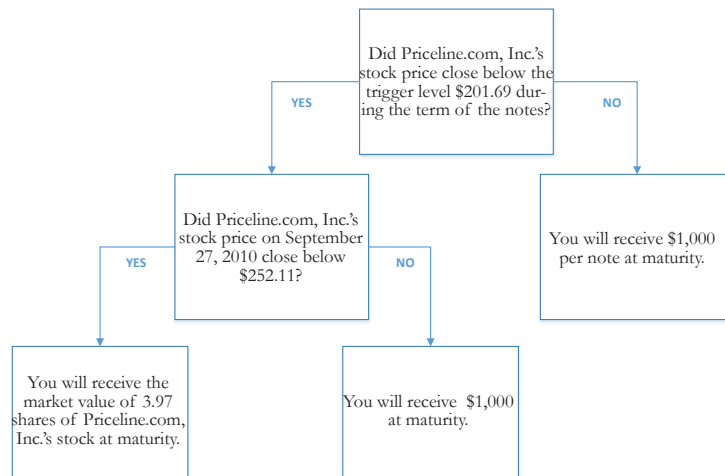 Did Priceline.com, Inc.'s
stock price close below the
trigger level $201.69 dur-
ing the term of the notes?
YES
NO
Did Priceline.com, Inc.'s
stock price on September
27, 2010 close below
$252.11?
You will receive $1,000
per note at maturity.
YES
NO
You will receive the
market value of 3.97
shares of Priceline.com,
Inc.'s stock at maturity.
You will receive $1,000
at maturity.